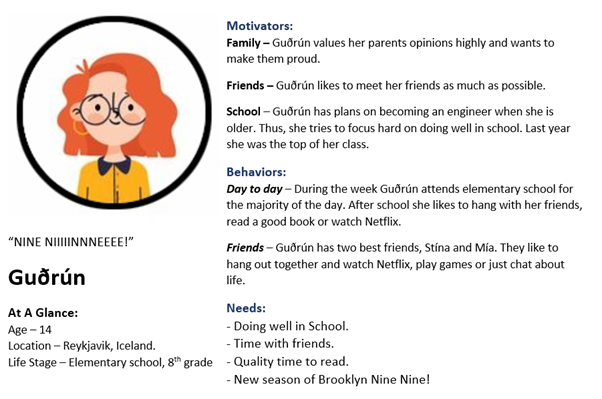 “NINE NIIIIINNNEEEE!”
Guðrún
At A Glance:
Age – 14
Location – Reykjavik, Iceland.
Life Stage – Elementary school, 8th grade
Motivators:
Family – Guðrún values her parents opinions highly and wants to
make them proud.
Friends – Guðrún likes to meet her friends as much as possible.
School – Guðrún has plans on becoming an engineer when she is
older. Thus, she tries to focus hard on doing well in school. Last year
she was the top of her class.
Behaviors:
Day to day – During the week Guðrún attends elementary school for
the majority of the day. After school she likes to hang with her friends,
read a good book or watch Netflix.
Friends – Guðrún has two best friends, Stína and Mía. They like to
hang out together and watch Netflix, play games or just chat about
life.
Needs:
- Doing well in School.
- Time with friends.
- Quality time to read.
- New season of Brooklyn Nine Nine!